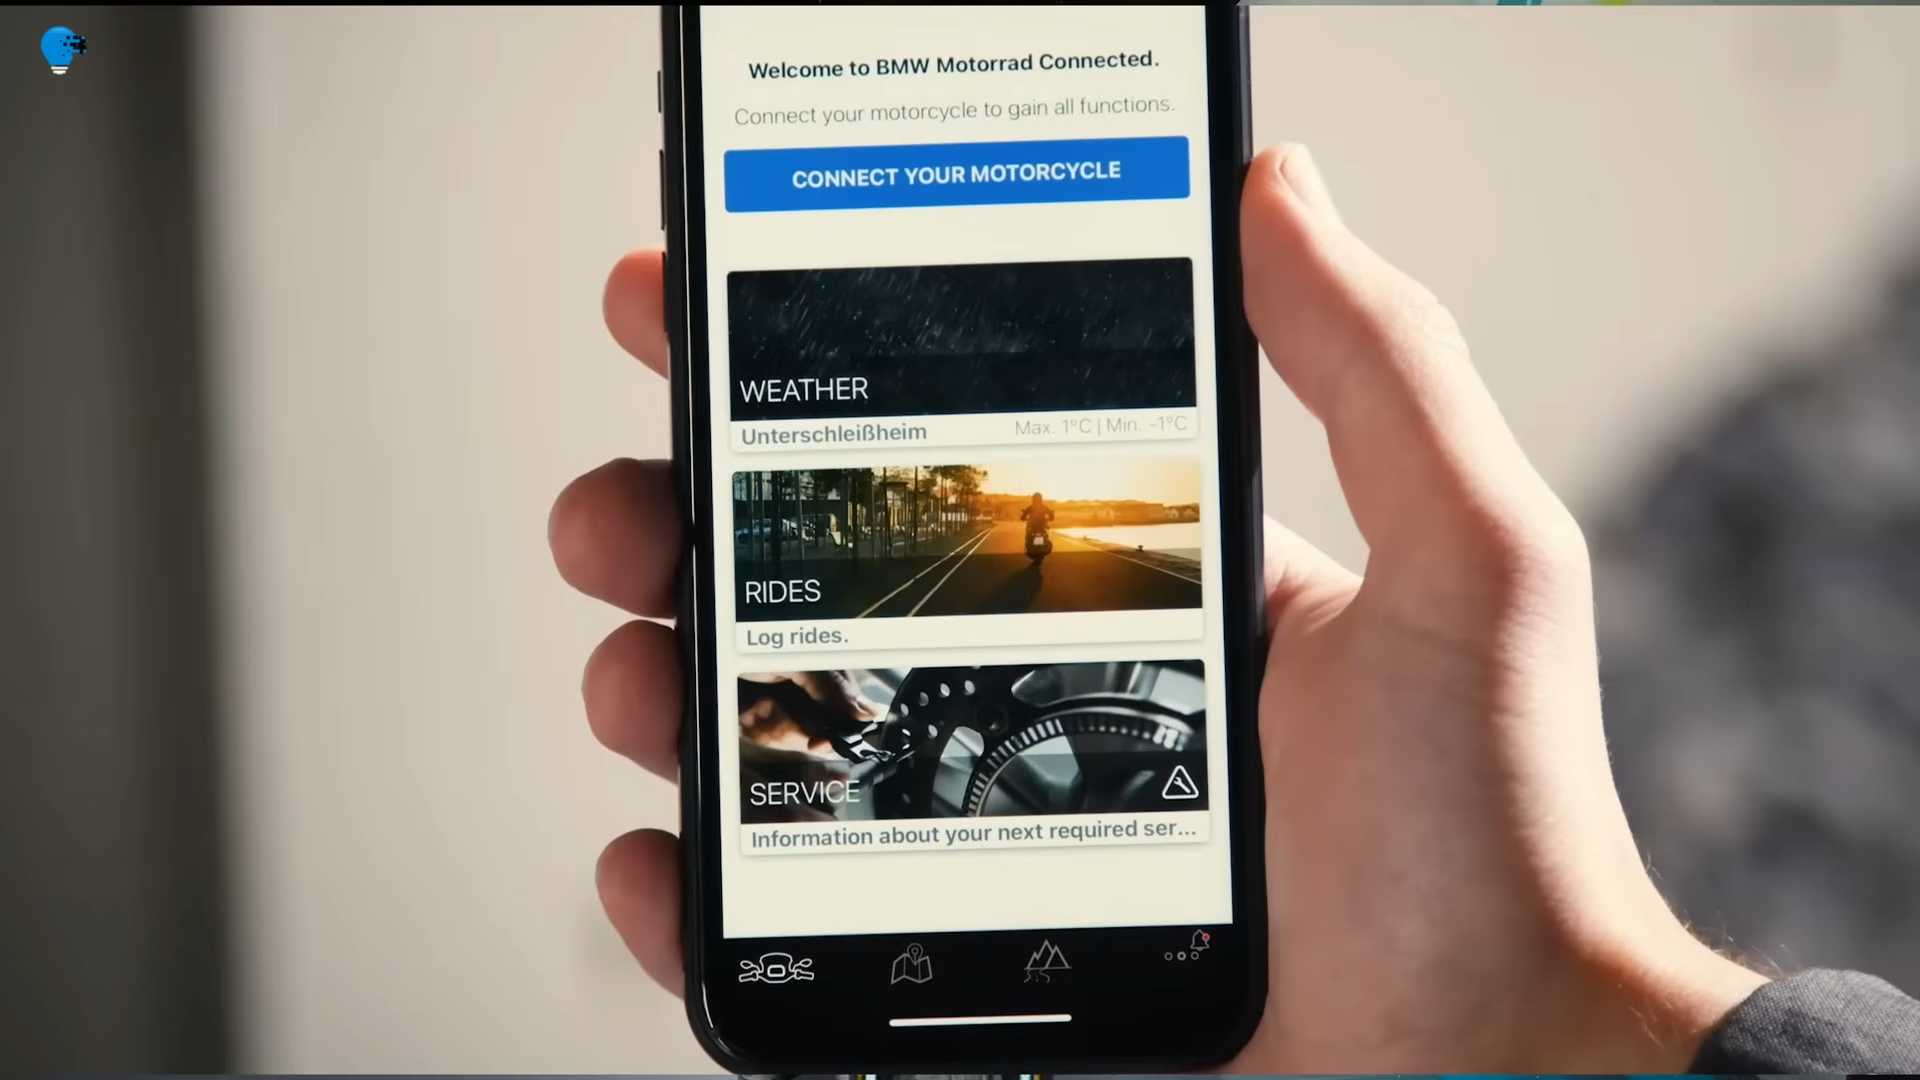 Welcome to BMW Motorrad Connected.
Connect your motorcycle to gain all functions.
CONNECT YOUR MOTORCYCLE
WEATHER
Unterschleißheim Max. 1°C | Min. -1°C
RIDES
Log rides.
SERVICE
Information about your next required ser...